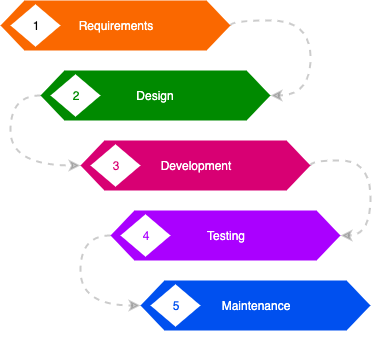 1 Requirements
2 Design
3 Development
4 Testing
5 Maintenance